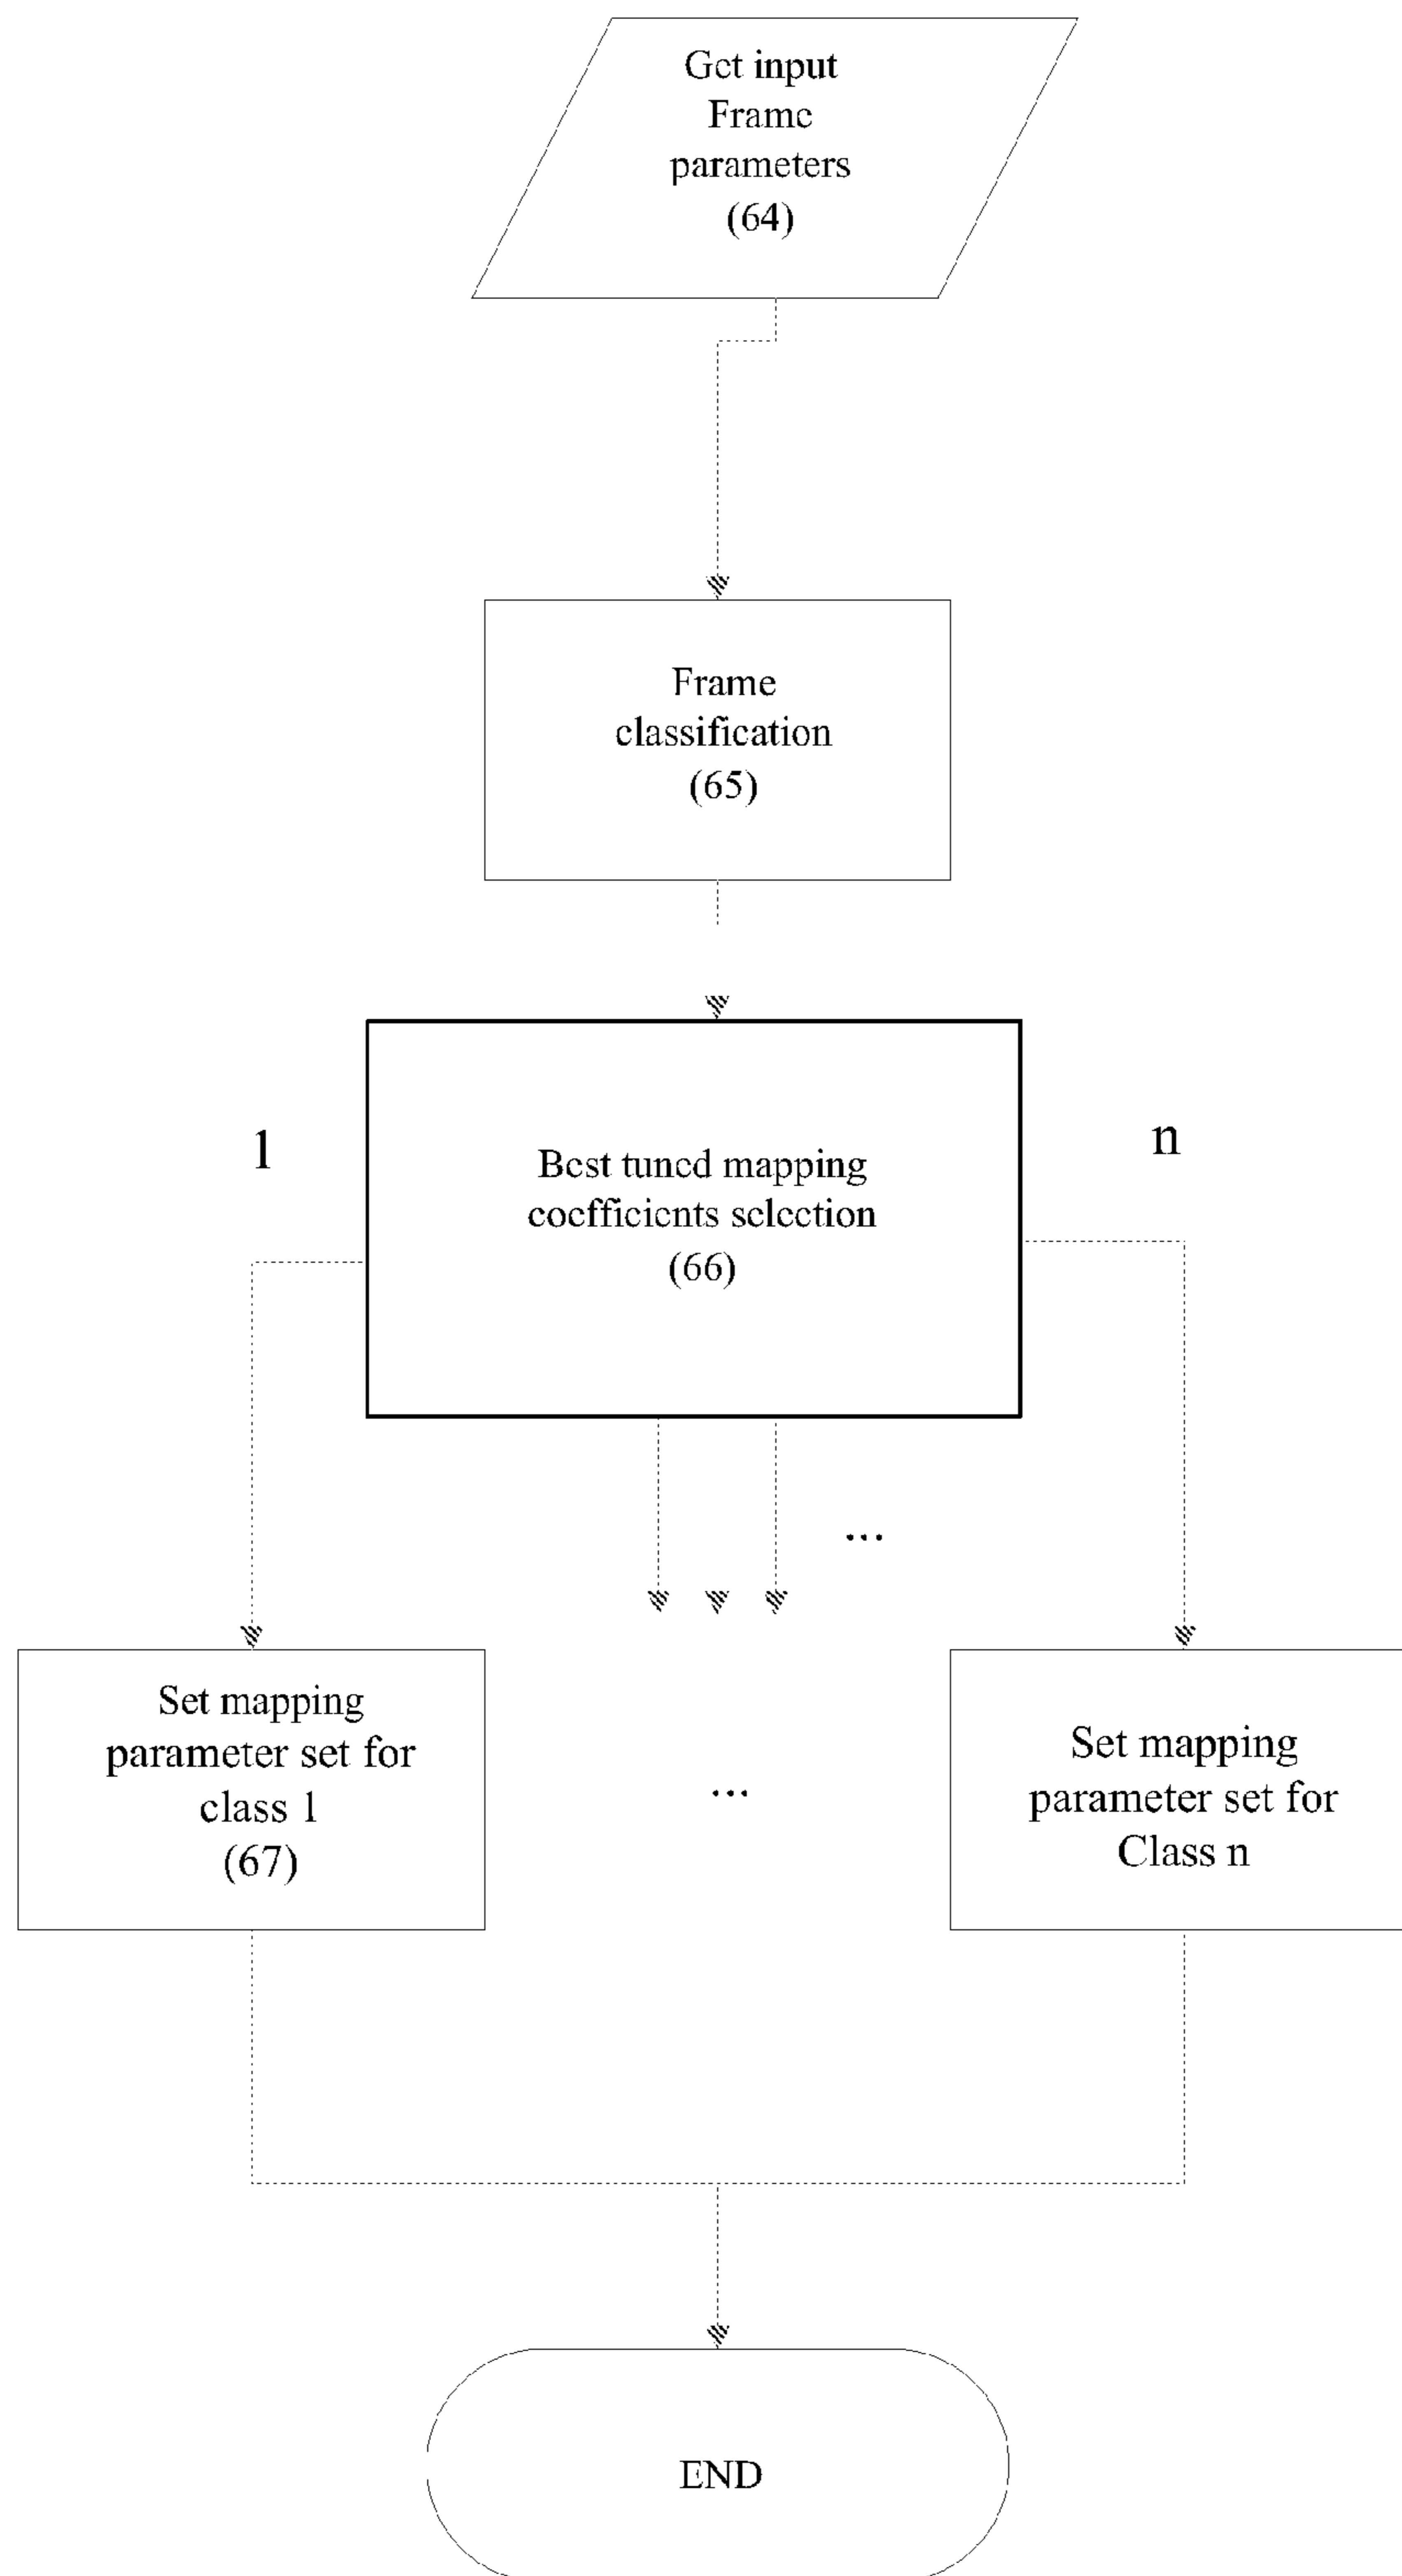 Get input
Frame
parameters
(64)
Frame
classification
(65)
1
n
Best tuned mapping
coefficients selection
(66)
...
Set mapping
parameter set for
class 1
(67)
...
Set mapping
parameter set for
Class n
END